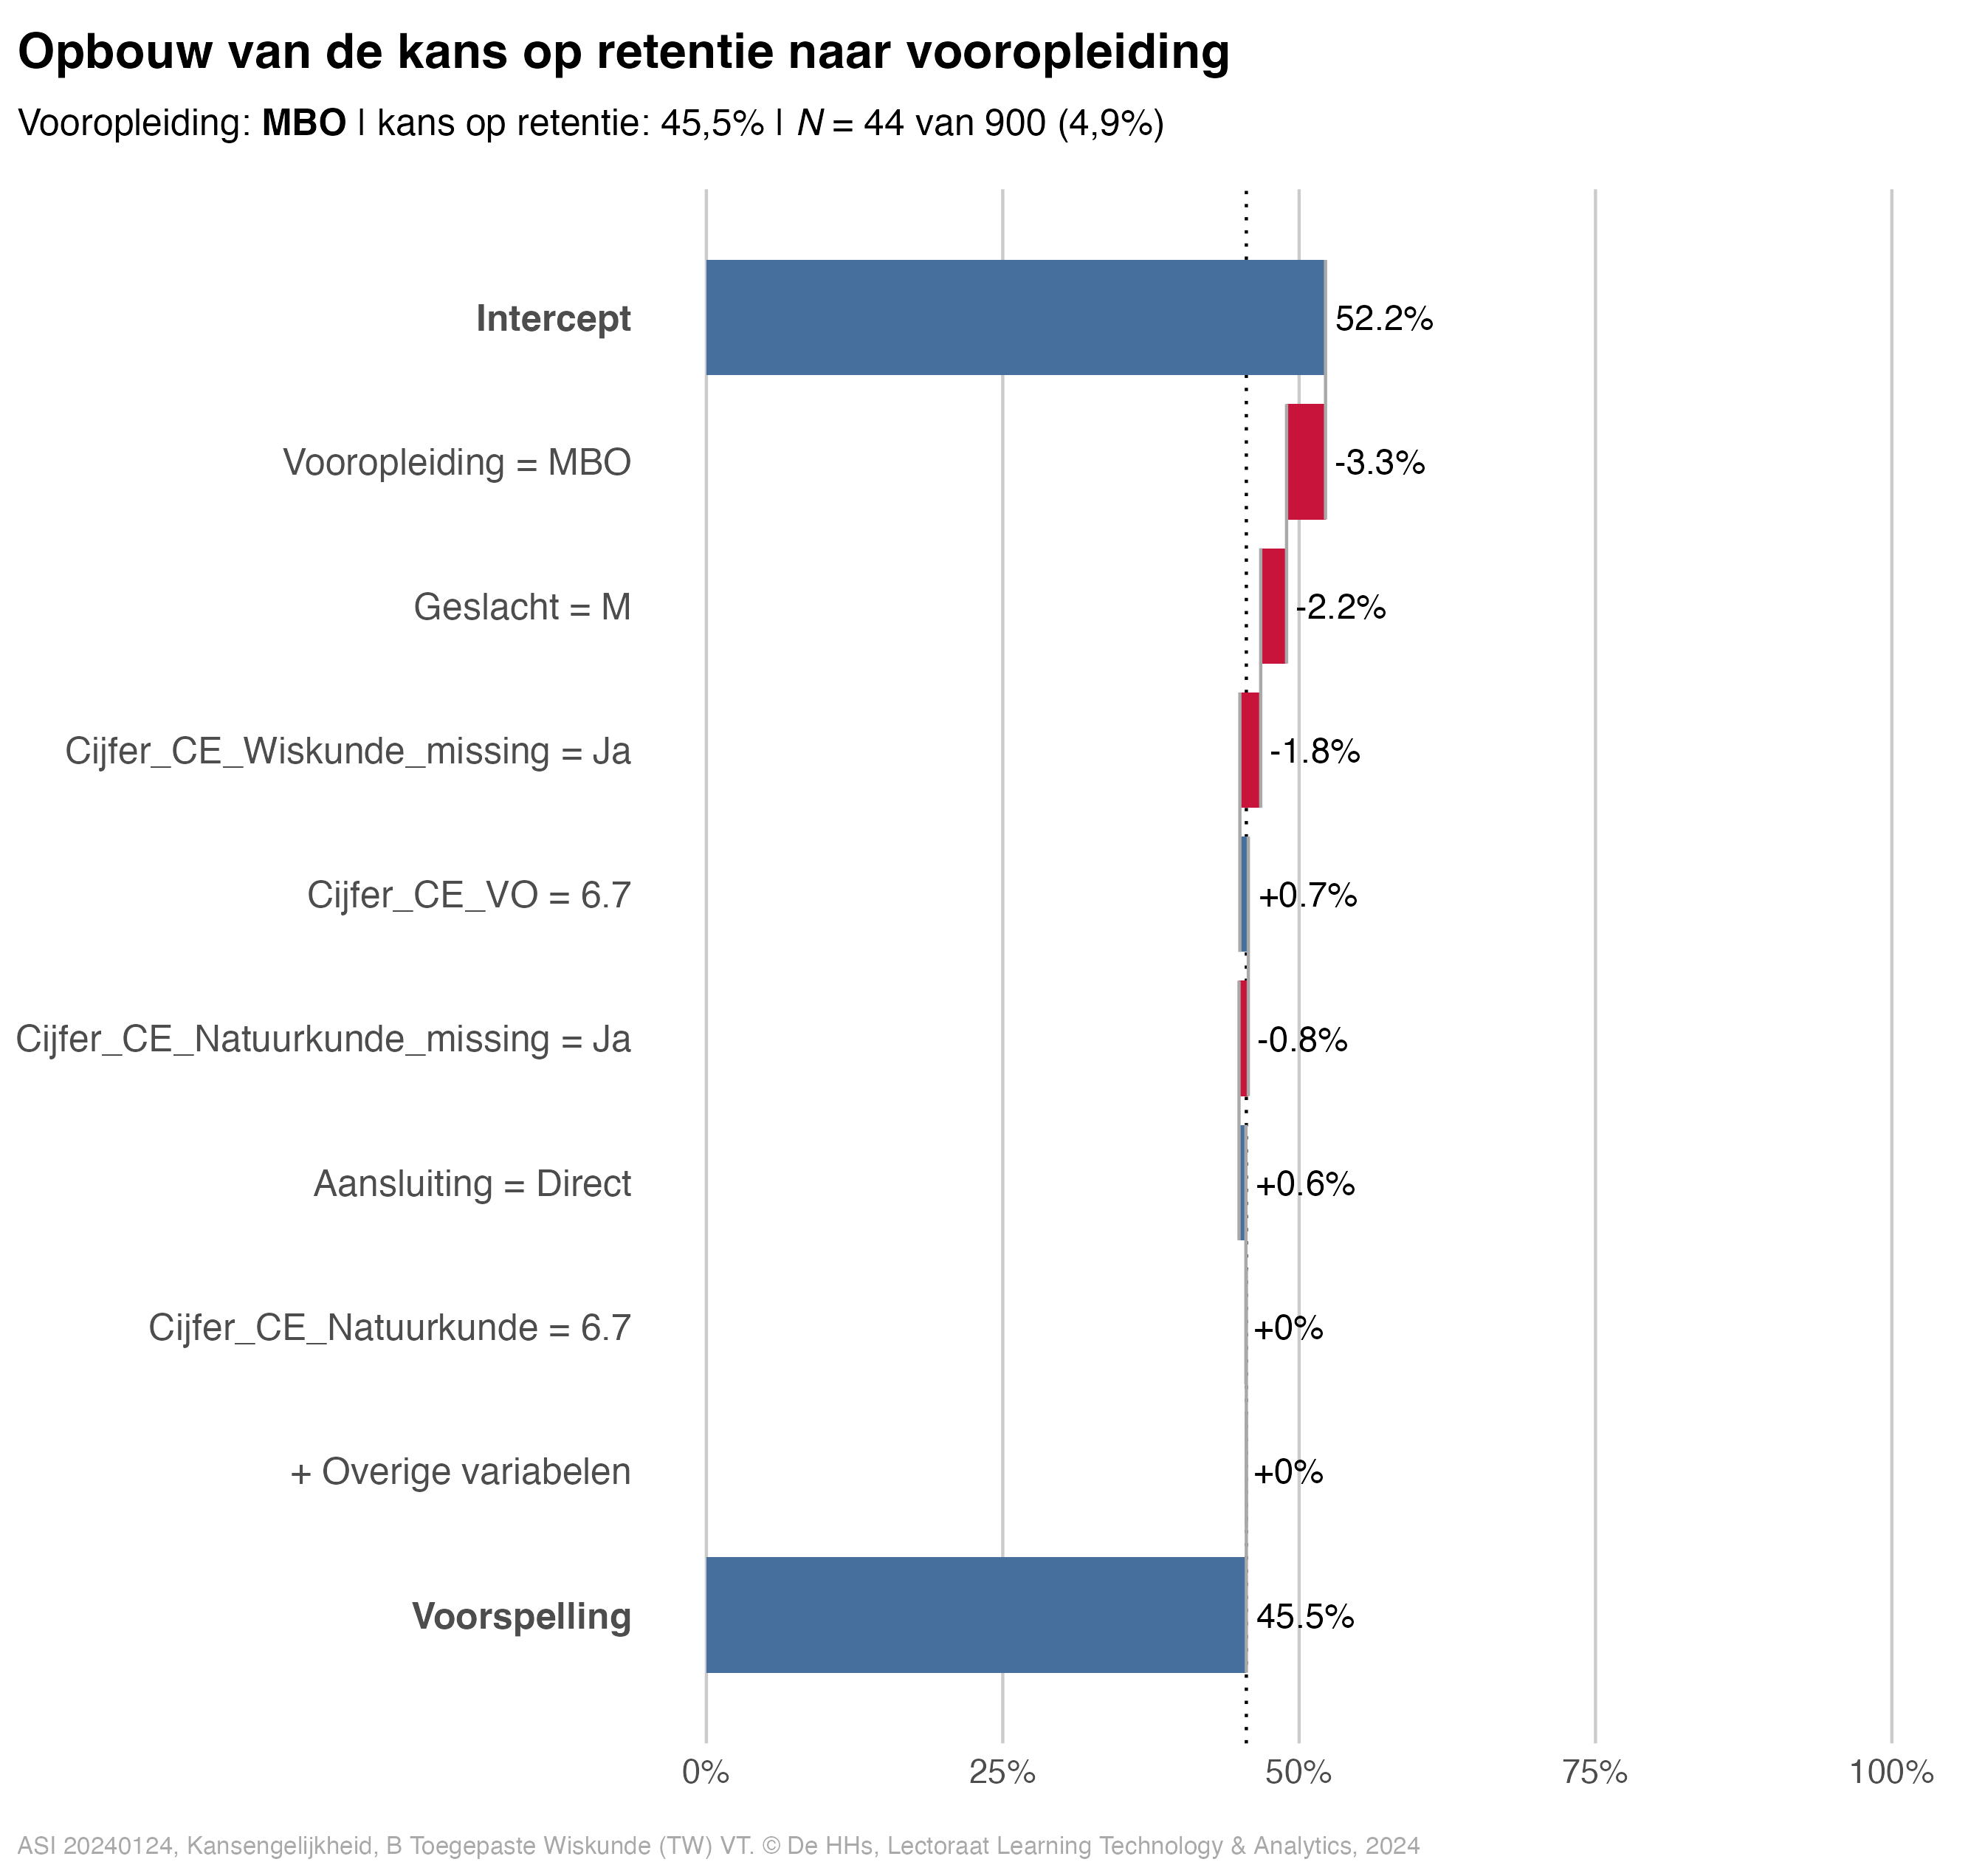 Opbouw van de kans op retentie naar vooropleiding
Vooropleiding: MBO | kans op retentie: 45,5% | N = 44 van 900 (4,9%)
Intercept 52.2%
Vooropleiding = MBO -3.3%
Geslacht = M -2.2%
Cijfer_CE_Wiskunde_missing = Ja -1.8%
Cijfer_CE_VO = 6.7 +0.7%
Cijfer_CE_Natuurkunde_missing = Ja -0.8%
Aansluiting = Direct +0.6%
Cijfer_CE_Natuurkunde = 6.7 +0%
+ Overige variabelen +0%
Voorspelling 45.5%
0% 25% 50% 75% 100%
ASI 20240124, Kansengelijkheid, B Toegepaste Wiskunde (TW) VT. © De HHs, Lectoraat Learning Technology & Analytics, 2024